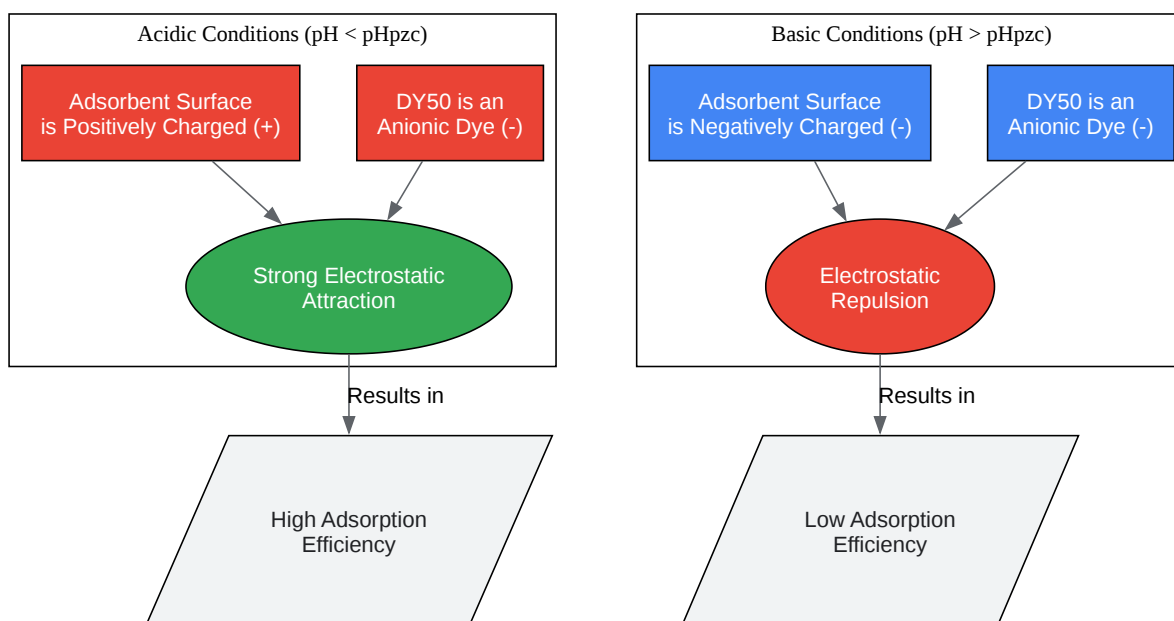 Acidic Conditions (pH < pHpzc)
Adsorbent Surface
is Positively Charged (+)
DY50 is an
Anionic Dye (-)
Strong Electrostatic
Attraction
Results in
High Adsorption
Efficiency
Basic Conditions (pH > pHpzc)
Adsorbent Surface
is Negatively Charged (-)
DY50 is an
Anionic Dye (-)
Electrostatic
Repulsion
Results in
Low Adsorption
Efficiency